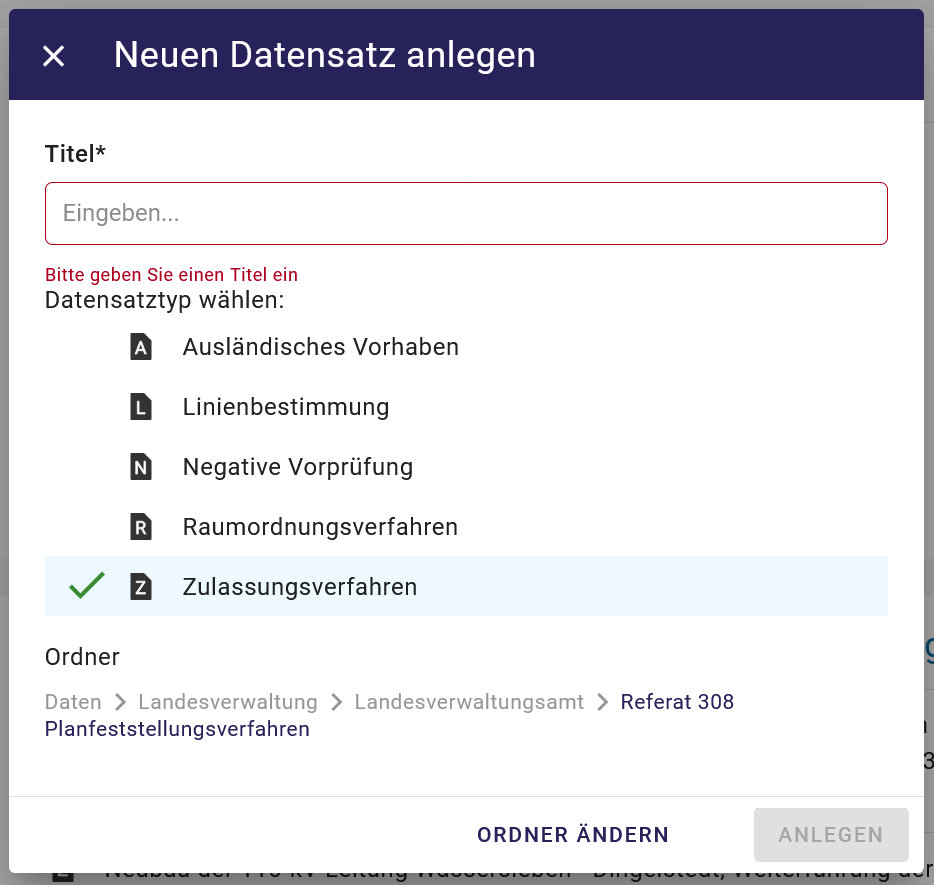 Neuen Datensatz anlegen
Titel*
Eingeben...
Bitte geben Sie einen Titel ein
Datensatztyp wählen:
A Ausländisches Vorhaben
L Linienbestimmung
N Negative Vorprüfung
R Raumordnungsverfahren
Z Zulassungsverfahren
Ordner
Daten > Landesverwaltung > Landesverwaltungsamt > Referat 308
Planfeststellungsverfahren
ORDNER ÄNDERN
ANLEGEN